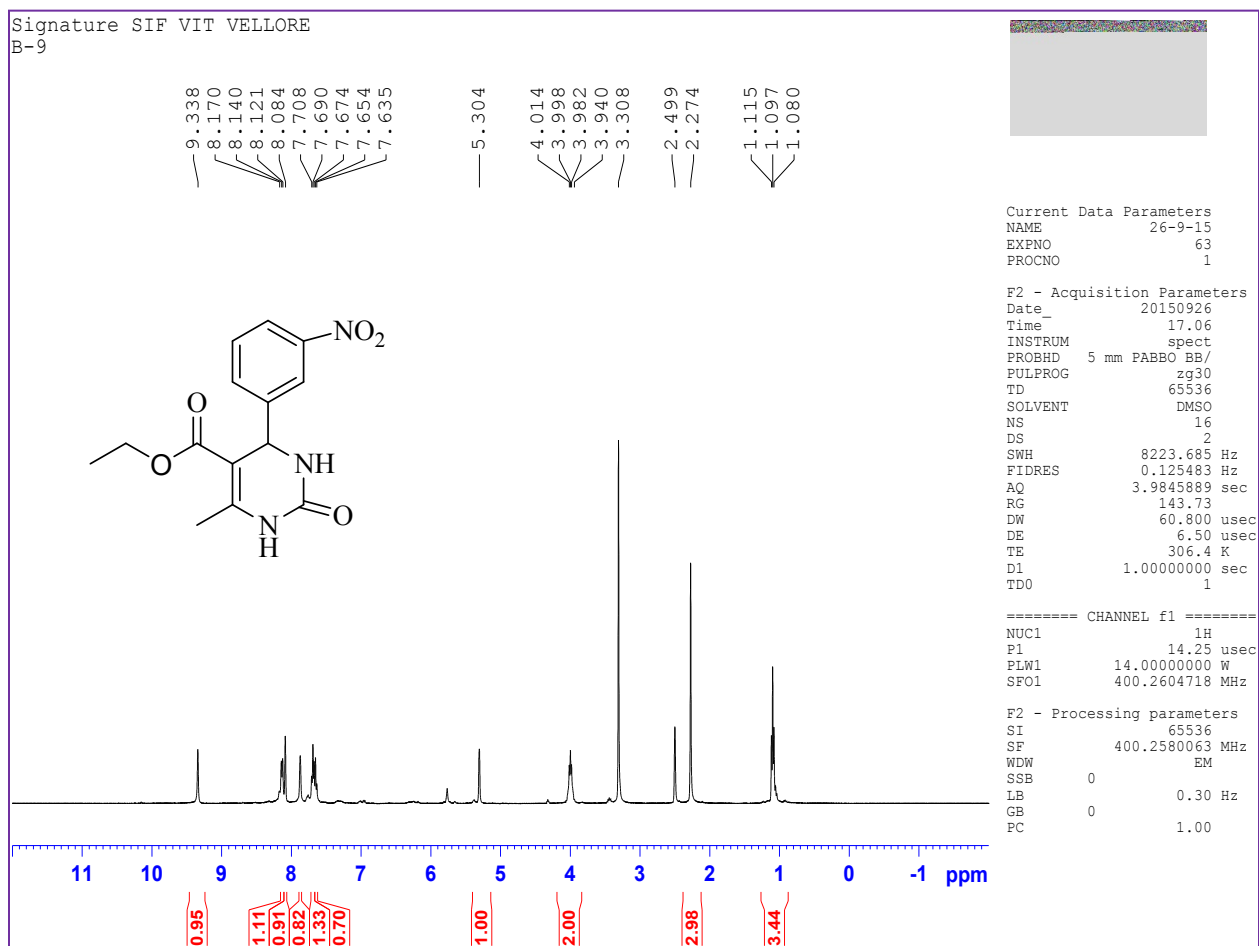 Signature SIF VIT VELLORE
B-9
9.338
8.170
8.140
8.121
8.084
7.708
7.690
7.674
7.654
7.635
5.304
4.014
3.998
3.982
3.940
3.308
2.499
2.274
1.115
1.097
1.080
NO2
O
O
NH
N
H
O
Current Data Parameters
NAME 26-9-15
EXPNO 63
PROCNO 1
F2 - Acquisition Parameters
Date_ 20150926
Time 17.06
INSTRUM spect
PROBHD 5 mm PABBO BB/
PULPROG zg30
TD 65536
SOLVENT DMSO
NS 16
DS 2
SWH 8223.685 Hz
FIDRES 0.125483 Hz
AQ 3.9845889 sec
RG 143.73
DW 60.800 usec
DE 6.50 usec
TE 306.4 K
D1 1.00000000 sec
TD0 1
======== CHANNEL f1 ========
NUC1 1H
P1 14.25 usec
PLW1 14.00000000 W
SFO1 400.2604718 MHz
F2 - Processing parameters
SI 65536
SF 400.2580063 MHz
WDW EM
SSB 0
LB 0.30 Hz
GB 0
PC 1.00
11 10 9 8 7 6 5 4 3 2 1 0 -1 ppm
0.95
1.11
0.91
0.82
1.33
0.70
1.00
2.00
2.98
3.44